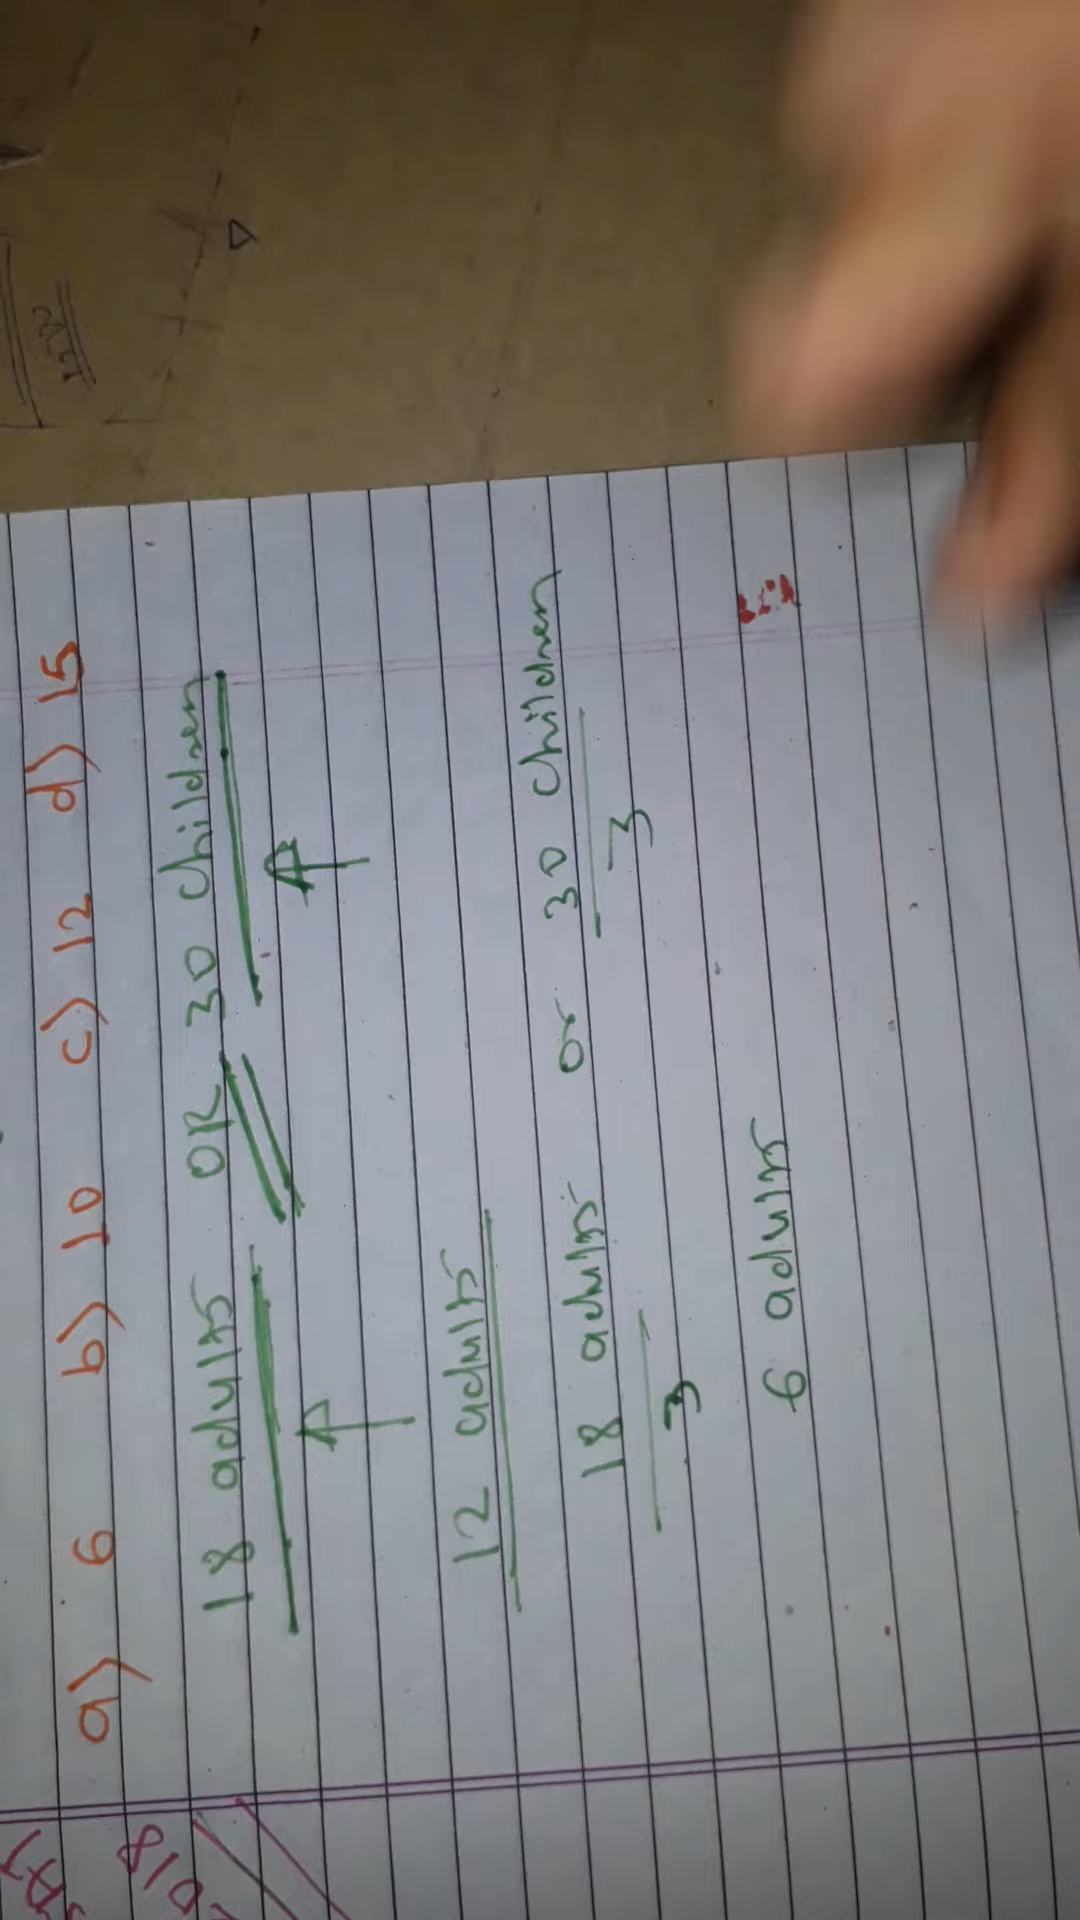 a) 6 b) 10 c) 12 d) 15
18 adults OR 30 children
12 adults
18 adults or 30 children
3 3
6 adults
018